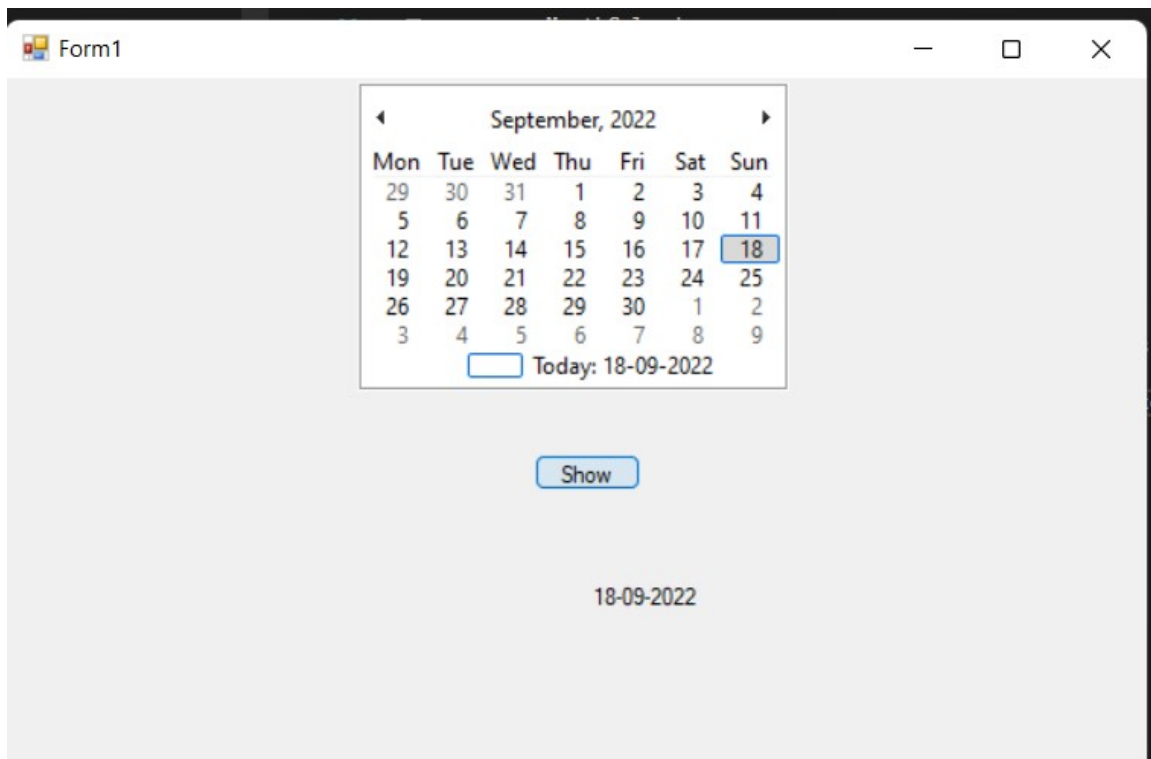 Form1
September, 2022
Mon Tue Wed Thu Fri Sat Sun
29 30 31 1 2 3 4
5 6 7 8 9 10 11
12 13 14 15 16 17 18
19 20 21 22 23 24 25
26 27 28 29 30 1 2
3 4 5 6 7 8 9
Today: 18-09-2022
Show
18-09-2022